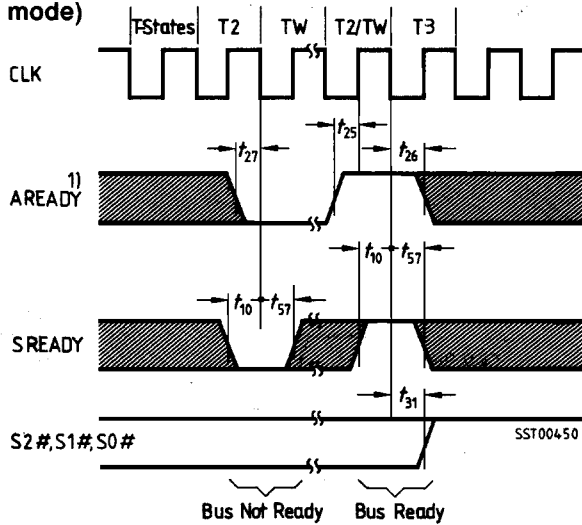 mode)
T-States T2 TW T2/TW T3
CLK
t25
t27 t26
1)
AREADY
t10 t57
t10 t57
SREADY
t31
SST00450
S2#,S1#,S0#
Bus Not Ready Bus Ready